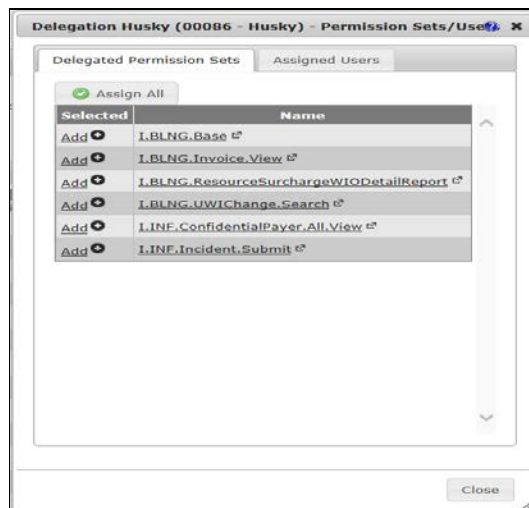 Delegation Husky (00086 - Husky) - Permission Sets/Use
Delegated Permission Sets Assigned Users
Assign All
Selected Name
Add I.BLNG.Base
Add I.BLNG.Invoice.View
Add I.BLNG.ResourceSurchargeWIODetailReport
Add I.BLNG.UWIChange.Search
Add I.INF.ConfidentialPayer.All.View
Add I.INF.Incident.Submit
Close